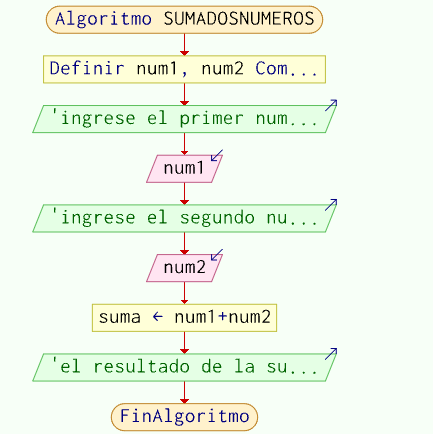 Algoritmo SUMADOSNUMEROS
Definir num1, num2 Com...
'ingrese el primer num...
num1
'ingrese el segundo nu...
num2
suma ← num1+num2
'el resultado de la su...
FinAlgoritmo